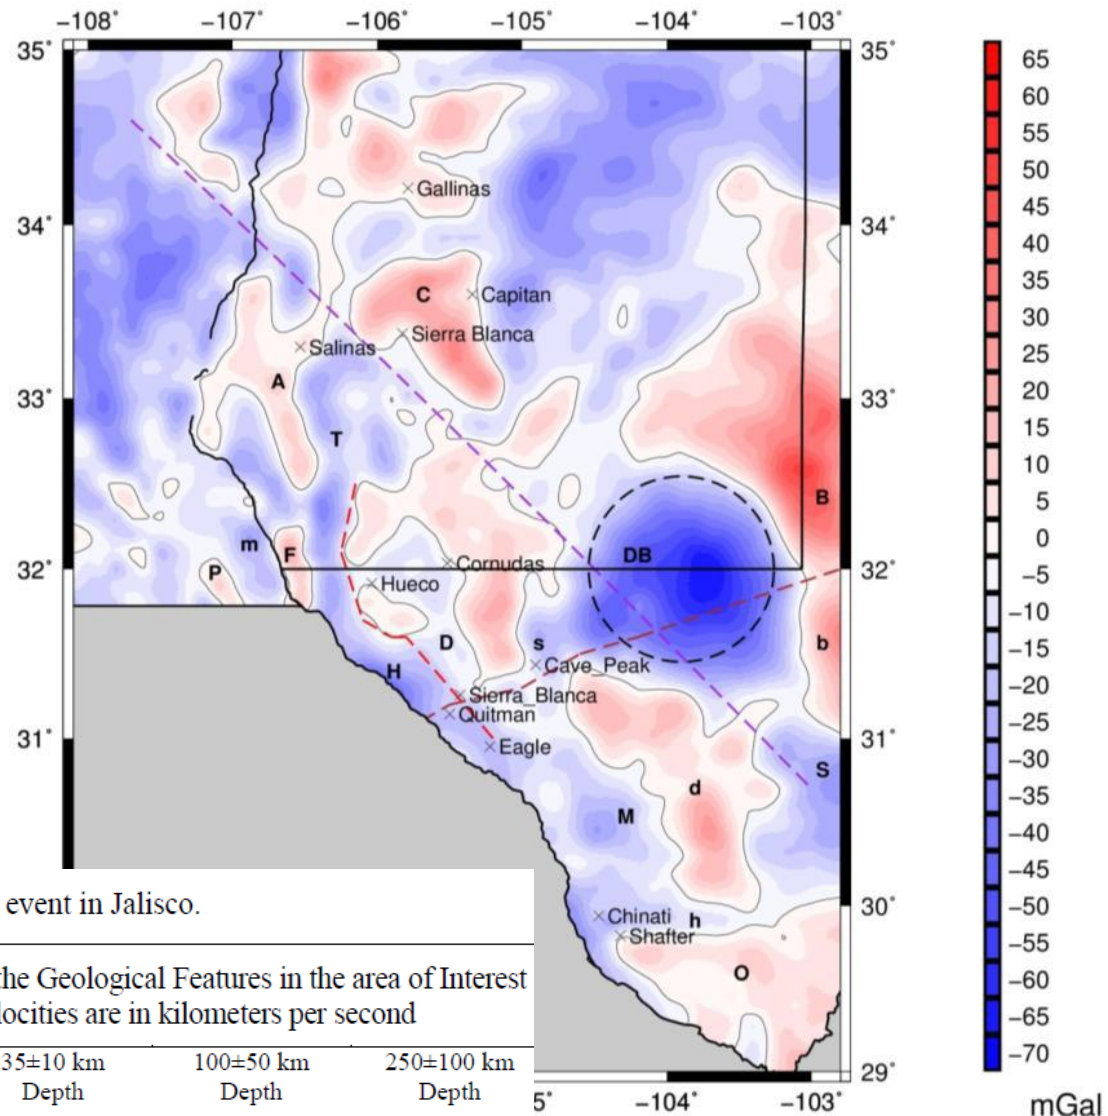 −108° −107° −106° −105° −104° −103°
35° 35°
65
60
55
Gallinas
50
34° 34°
45
40
35
C Capitan
30
Sierra Blanca
Salinas
25
A
33° 33°
20
15
T
10
B
5
0
m F DB
Cornudas
32° 32°
P Hueco
−5
−10
D s b
−15
Cave_Peak
H
−20
Sierra_Blanca
Quitman
−25
31° 31°
Eagle
S
−30
d
−35
M
−40
−45
event in Jalisco.
30°
Chinati h
−50
Shafter
−55
the Geological Features in the area of Interest
O
−60
locities are in kilometers per second
−65
35±10 km 100±50 km 250±100 km
−70
29°
Depth Depth Depth
5° −104° −103°
mGal